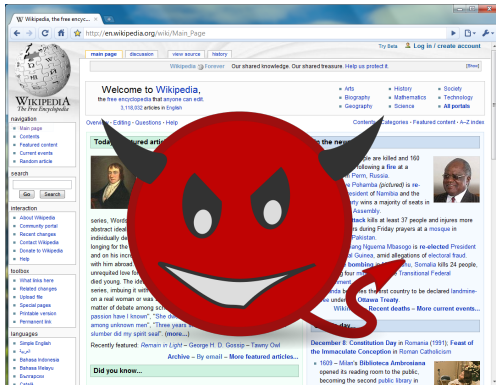 Wikipedia, the free encyc...
http://en.wikipedia.org/wiki/Main_Page
Try Beta Log in / create account
main page discussion view source history
Wikipedia Forever Our shared knowledge. Our shared treasure. Help us protect it. [Show]
WIKIPEDIA
The Free Encyclopedia
navigation
Main page
Contents
Featured content
Current events
Random article
search
Go Search
interaction
About Wikipedia
Community portal
Recent changes
Contact Wikipedia
Donate to Wikipedia
Help
toolbox
What links here
Related changes
Upload file
Special pages
Printable version
Permanent link
languages
Simple English
العربية
Bahasa Indonesia
Bahasa Melayu
Български
Català
Welcome to Wikipedia,
the free encyclopedia that anyone can edit.
3,118,032 articles in English
Arts
Biography
Geography
History
Mathematics
Science
Society
Technology
All portals
Overview · Editing · Questions · Help
Contents · Categories · Featured content · A–Z index
Today
series,
abstract ideal
individually
longing for the
and on his
with him abroad
unrequited love
died young. The
series, imbuing it with
on a real woman or
matter of debate among
passion have I known", "She
among unknown men", "Three years
slumber did my spirit seal". (more...)
Recently featured: Remain in Light – George H. D. Gossip – Tawny Owl
Archive – By email – More featured articles...
Did you know...
the news
people are killed and 160
following a fire at a
in Perm, Russia.
Pohamba (pictured) is re-
president of Namibia and the
party wins a majority of seats in
Assembly.
attack kills at least 37 people and injures more
during Friday prayers at a mosque in
Pakistan.
Nguema Mbasogo is re-elected President
Guinea, amid allegations of electoral fraud.
bombing in Somalia kills 24 people,
Transitional Federal
the first country to be declared landmine-
under Ottawa Treaty.
Recent deaths – More current events...
day...
December 8: Constitution Day in Romania (1991); Feast of
the Immaculate Conception in Roman Catholicism
1609 – Milan's Biblioteca Ambrosiana
opened its reading room to the public,
becoming the second public library in